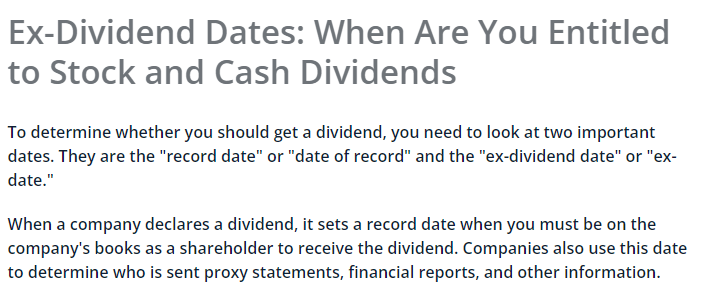 Ex-Dividend Dates: When Are You Entitled
to Stock and Cash Dividends
To determine whether you should get a dividend, you need to look at two important
dates. They are the "record date" or "date of record" and the "ex-dividend date" or "ex-
date."
When a company declares a dividend, it sets a record date when you must be on the
company's books as a shareholder to receive the dividend. Companies also use this date
to determine who is sent proxy statements, financial reports, and other information.